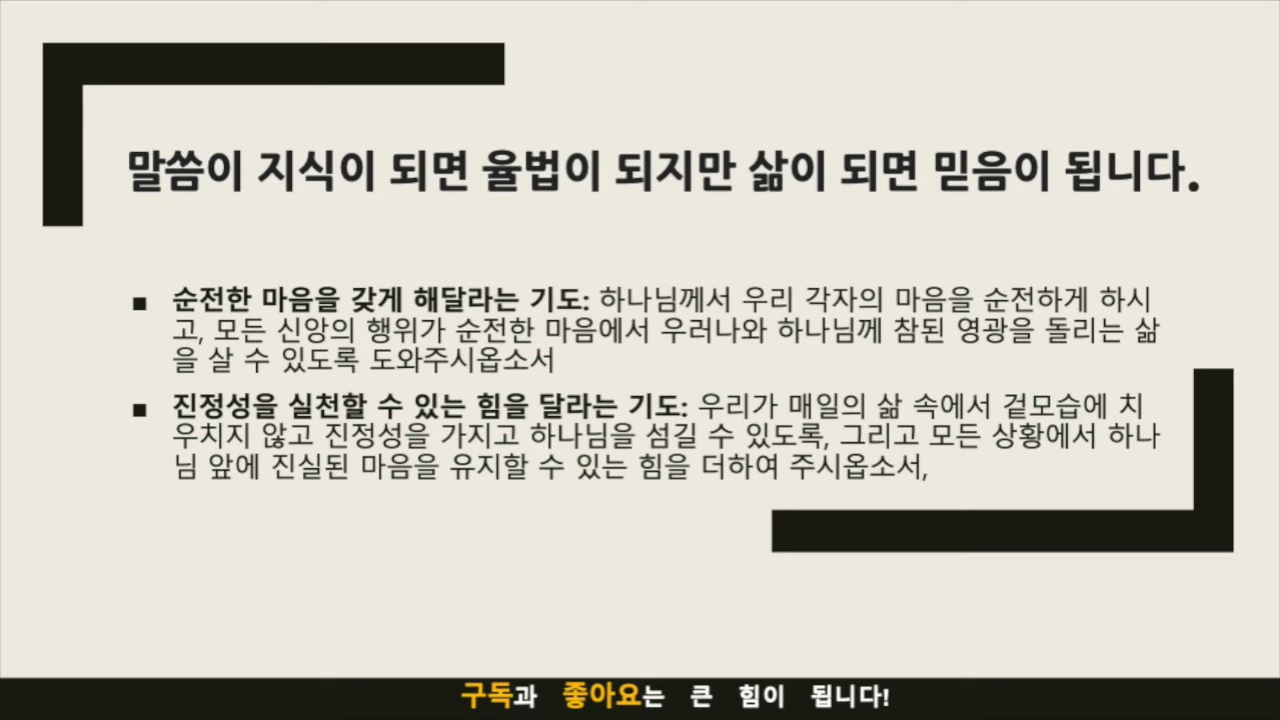 말씀이 지식이 되면 율법이 되지만 삶이 되면 믿음이 됩니다.
■ 순전한 마음을 갖게 해달라는 기도: 하나님께서 우리 각자의 마음을 순전하게 하시
고, 모든 신앙의 행위가 순전한 마음에서 우러나와 하나님께 참된 영광을 돌리는 삶
을 살 수 있도록 도와주시옵소서
■ 진정성을 실천할 수 있는 힘을 달라는 기도: 우리가 매일의 삶 속에서 겉모습에 치
우치지 않고 진정성을 가지고 하나님을 섬길 수 있도록, 그리고 모든 상황에서 하나
님 앞에 진실된 마음을 유지할 수 있는 힘을 더하여 주시옵소서,
구독과 좋아요는 큰 힘이 됩니다!